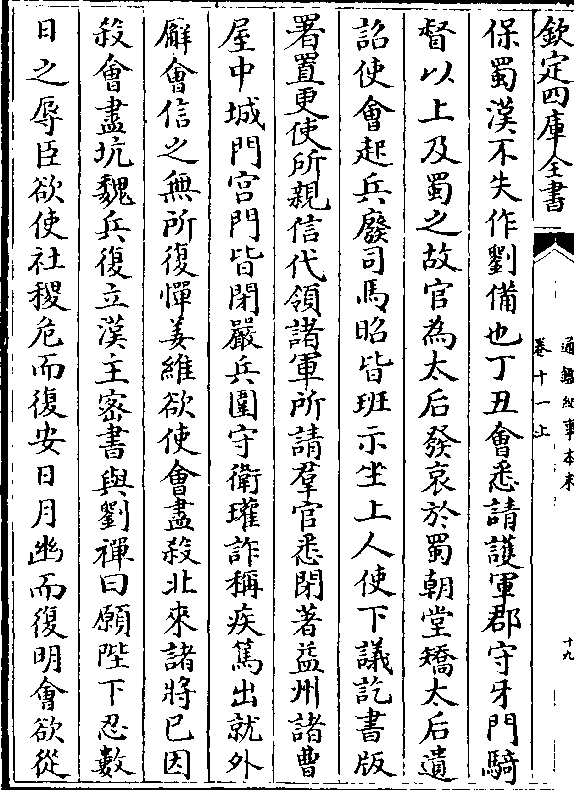 欽定四庫全書
通鑑紀事本末
卷十一上
十九
保蜀漢不失作劉備也丁丑會悉請護軍郡守牙門騎
督以上及蜀之故官為太后發哀於蜀朝堂矯太后遺
詔使會起兵廢司馬昭皆班示坐上人使下議訖書版
署置更使所親信代領諸軍所請羣官悉閉著益州諸曹
屋中城門宫門皆閉嚴兵圍守衛瓘詐稱疾篤出就外
廨會信之無所復憚姜維欲使會盡殺北來諸將已因
殺會盡坑魏兵復立漢主密書與劉禪曰願陛下忍數
日之辱臣欲使社稷危而復安日月幽而復明會欲從